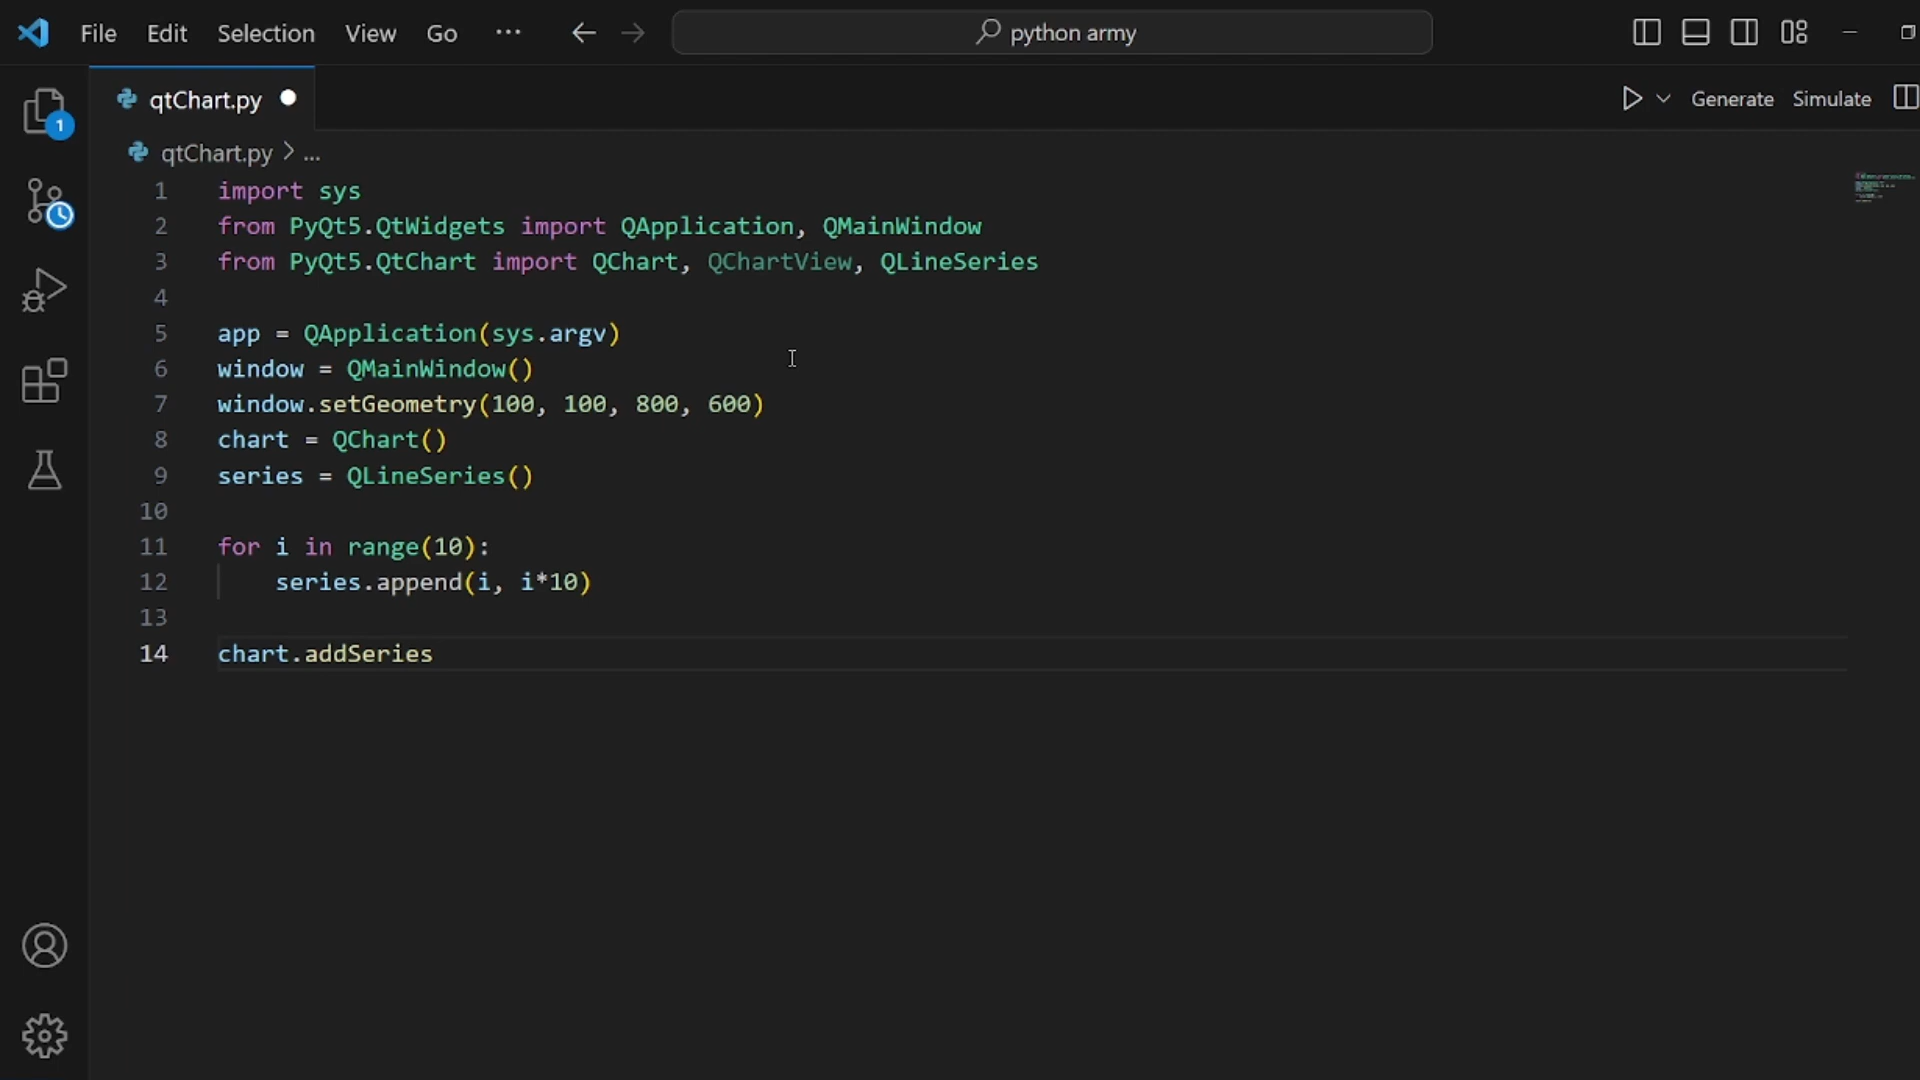 File Edit Selection View Go ... python army
qtChart.py Generate Simulate
1
qtChart.py > ...
1 import sys
2 from PyQt5.QtWidgets import QApplication, QMainWindow
3 from PyQt5.QtChart import QChart, QChartView, QLineSeries
4
5 app = QApplication(sys.argv)
6 window = QMainWindow()
7 window.setGeometry(100, 100, 800, 600)
8 chart = QChart()
9 series = QLineSeries()
10
11 for i in range(10):
12 series.append(i, i*10)
13
14 chart.addSeries